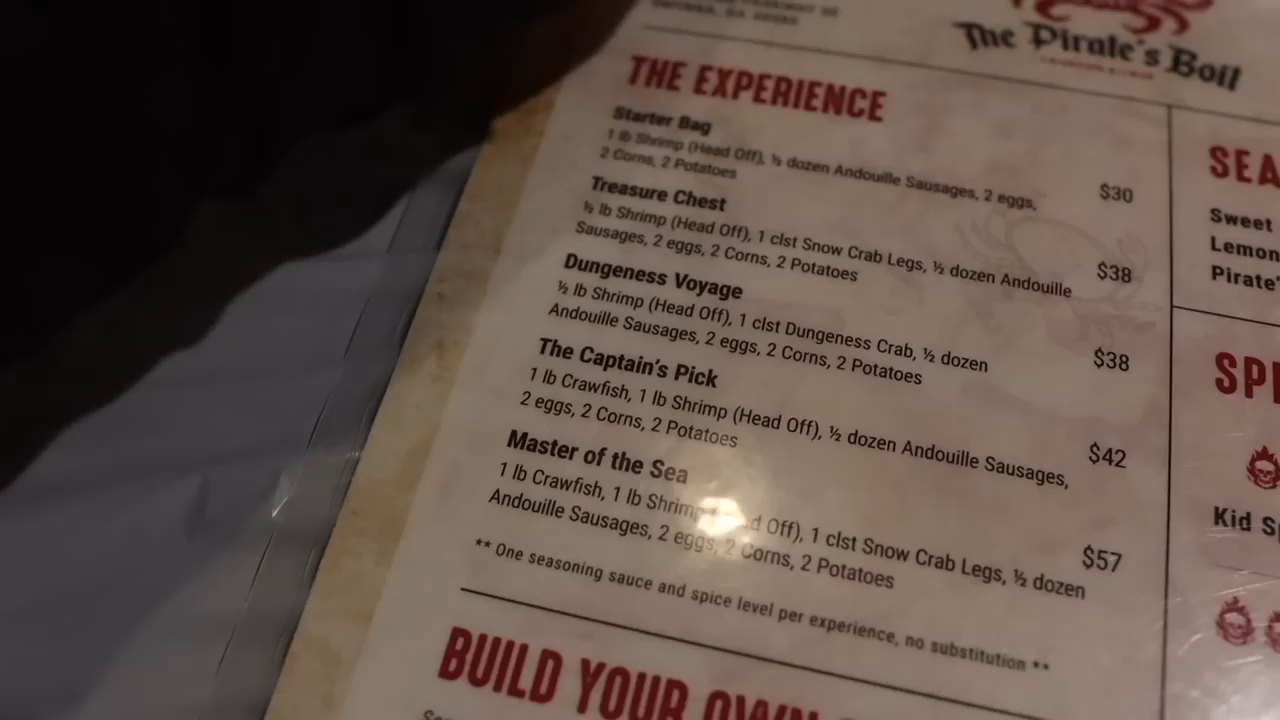 The Pirate's Boil
THE EXPERIENCE
Starter Bag
1 lb Shrimp (Head Off), ½ dozen Andouille Sausages, 2 eggs,
2 Corns, 2 Potatoes
$30
Treasure Chest
½ lb Shrimp (Head Off), 1 clst Snow Crab Legs, ½ dozen Andouille
Sausages, 2 eggs, 2 Corns, 2 Potatoes
$38
Dungeness Voyage
½ lb Shrimp (Head Off), 1 clst Dungeness Crab, ½ dozen
Andouille Sausages, 2 eggs, 2 Corns, 2 Potatoes
$38
The Captain's Pick
1 lb Crawfish, 1 lb Shrimp (Head Off), ½ dozen Andouille Sausages,
2 eggs, 2 Corns, 2 Potatoes
$42
Master of the Sea
1 lb Crawfish, 1 lb Shrimp (Head Off), 1 clst Snow Crab Legs, ½ dozen
Andouille Sausages, 2 eggs, 2 Corns, 2 Potatoes
$57
** One seasoning sauce and spice level per experience, no substitution **
BUILD YOUR OWN
SEA
Sweet
Lemon
Pirate'
SPI
Kid Sp